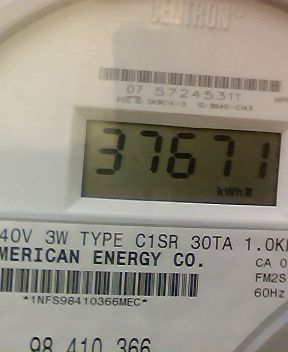 CENTRON
07 57245311
37671
kWh
40V 3W TYPE C1SR 30TA 1.0K
MERICAN ENERGY CO.
CA 0
FM2S
*1NFS98410366MEC*
60Hz
98 410 366